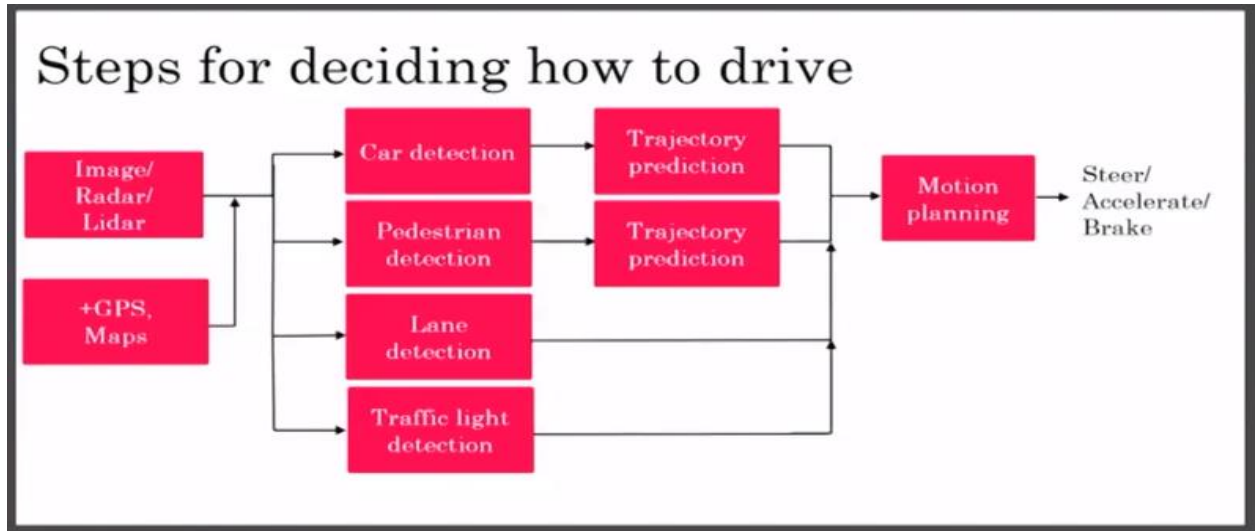 Steps for deciding how to drive
Image/
Radar/
Lidar
+GPS,
Maps
Car detection
Pedestrian
detection
Lane
detection
Traffic light
detection
Trajectory
prediction
Trajectory
prediction
Motion
planning
Steer/
Accelerate/
Brake